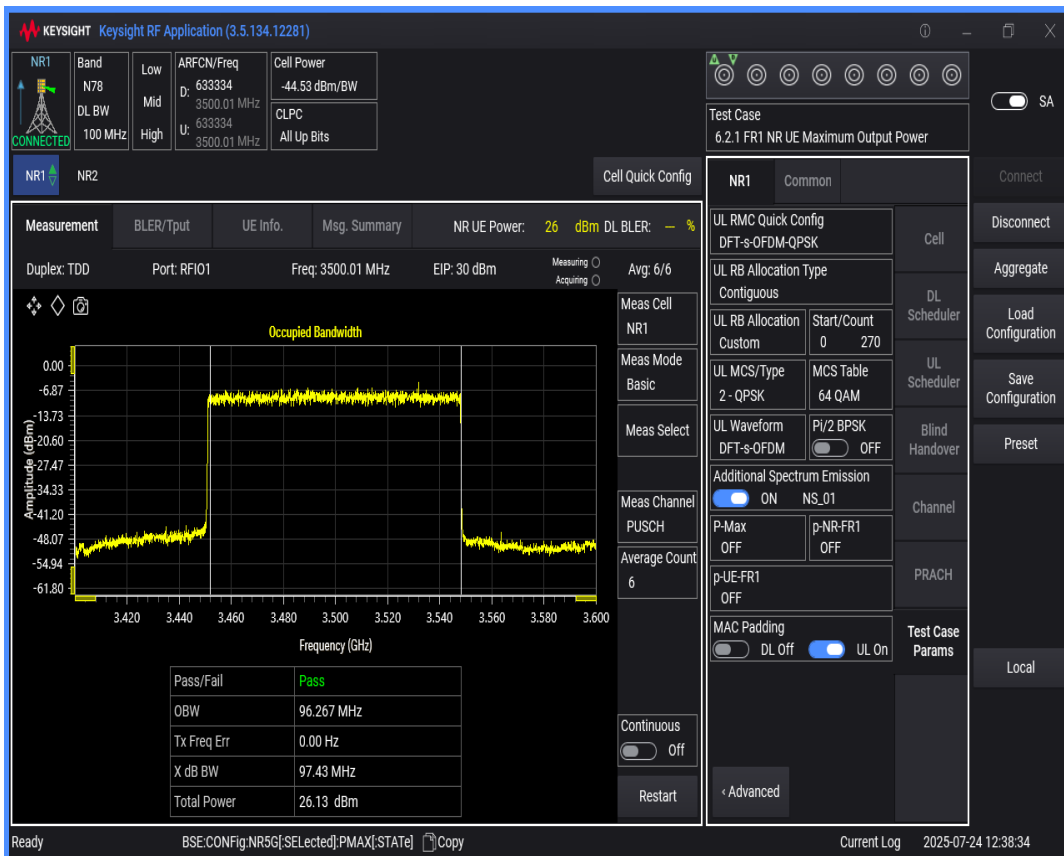 KEYSIGHT Keysight RF Application (3.5.134.12281)
NR1
CONNECTED
Band
N78
DL BW
100 MHz
Low
Mid
High
ARFCN/Freq
D: 633334
3500.01 MHz
U: 633334
3500.01 MHz
Cell Power
-44.53 dBm/BW
CLPC
All Up Bits
Test Case
6.2.1 FR1 NR UE Maximum Output Power
SA
NR1 NR2
Cell Quick Config
Measurement BLER/Tput UE Info. Msg. Summary NR UE Power: 26 dBm DL BLER: -- %
Duplex: TDD Port: RFIO1 Freq: 3500.01 MHz EIP: 30 dBm Measuring Avg: 6/6
Acquiring
Occupied Bandwidth
Amplitude (dBm)
0.00
-6.87
-13.73
-20.60
-27.47
-34.33
-41.20
-48.07
-54.94
-61.80
3.420 3.440 3.460 3.480 3.500 3.520 3.540 3.560 3.580 3.600
Frequency (GHz)
Pass/Fail Pass
OBW 96.267 MHz
Tx Freq Err 0.00 Hz
X dB BW 97.43 MHz
Total Power 26.13 dBm
Meas Cell
NR1
Meas Mode
Basic
Meas Select
Meas Channel
PUSCH
Average Count
6
Continuous
Off
Restart
NR1 Common
UL RMC Quick Config
DFT-s-OFDM-QPSK
UL RB Allocation Type
Contiguous
UL RB Allocation Start/Count
Custom 0 270
UL MCS/Type MCS Table
2 - QPSK 64 QAM
UL Waveform Pi/2 BPSK
DFT-s-OFDM OFF
Additional Spectrum Emission
ON NS_01
P-Max p-NR-FR1
OFF OFF
p-UE-FR1
OFF
MAC Padding
DL Off UL On
‹ Advanced
Cell
DL
Scheduler
UL
Scheduler
Blind
Handover
Channel
PRACH
Test Case
Params
Connect
Disconnect
Aggregate
Load
Configuration
Save
Configuration
Preset
Local
Ready BSE:CONFig:NR5G[:SELected]:PMAX[:STATe] Copy Current Log 2025-07-24 12:38:34